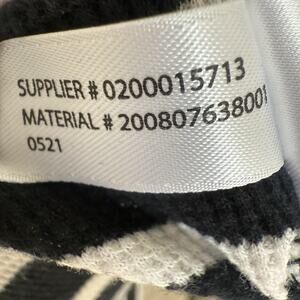 SUPPLIER # 0200015713
MATERIAL # 200807638001
0521